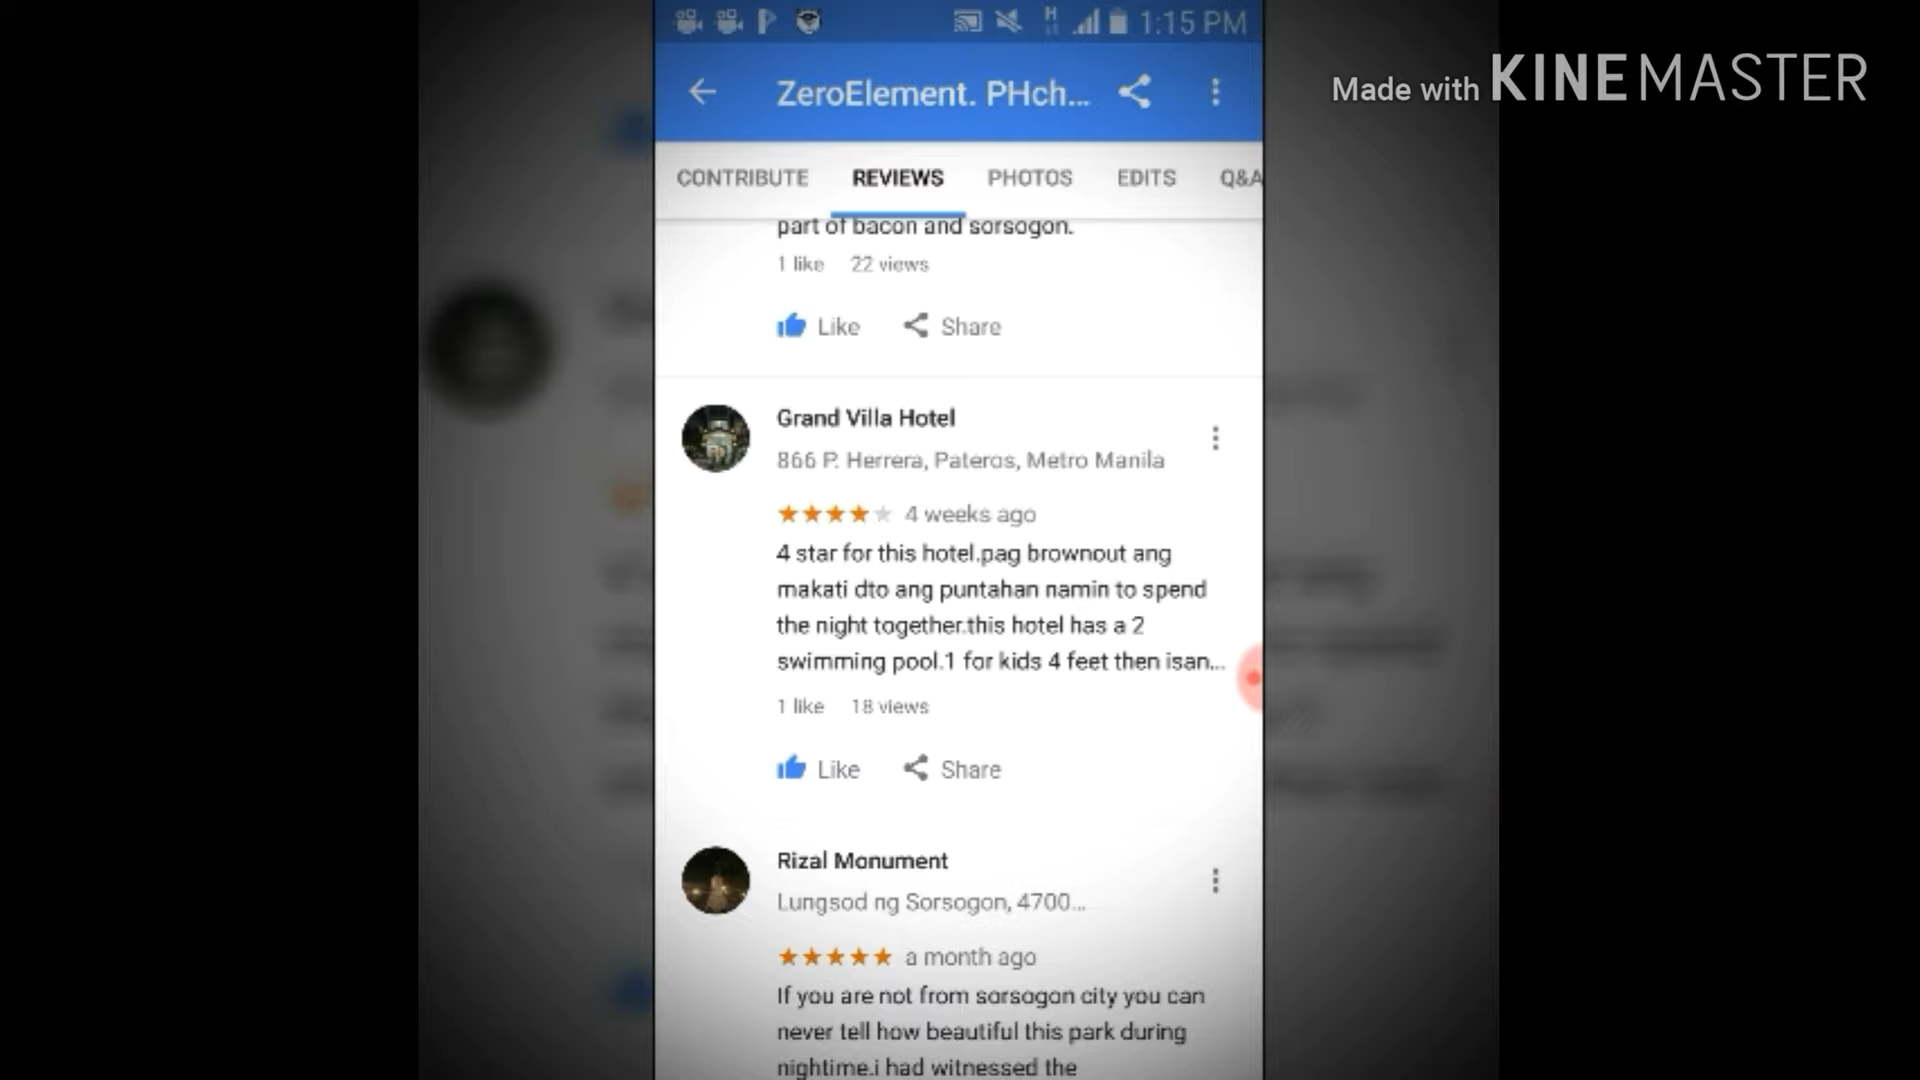 1:15 PM
Made with KINEMASTER
ZeroElement. PHch...
CONTRIBUTE REVIEWS PHOTOS EDITS Q&A
part of bacon and sorsogon.
1 like 22 views
Like Share
Grand Villa Hotel
866 P. Herrera, Pateros, Metro Manila
4 weeks ago
4 star for this hotel.pag brownout ang
makati dto ang puntahan namin to spend
the night together.this hotel has a 2
swimming pool.1 for kids 4 feet then isan...
1 like 18 views
Like Share
Rizal Monument
Lungsod ng Sorsogon, 4700...
a month ago
If you are not from sorsogon city you can
never tell how beautiful this park during
nightime.i had witnessed the